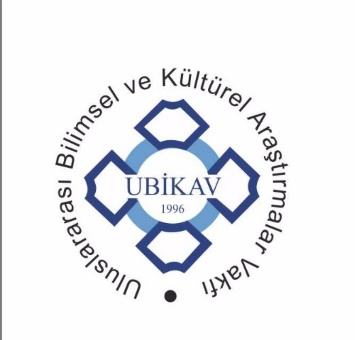 Uluslararası Bilimsel ve Kültürel Araştırmalar Vakfı
UBİKAV
1996